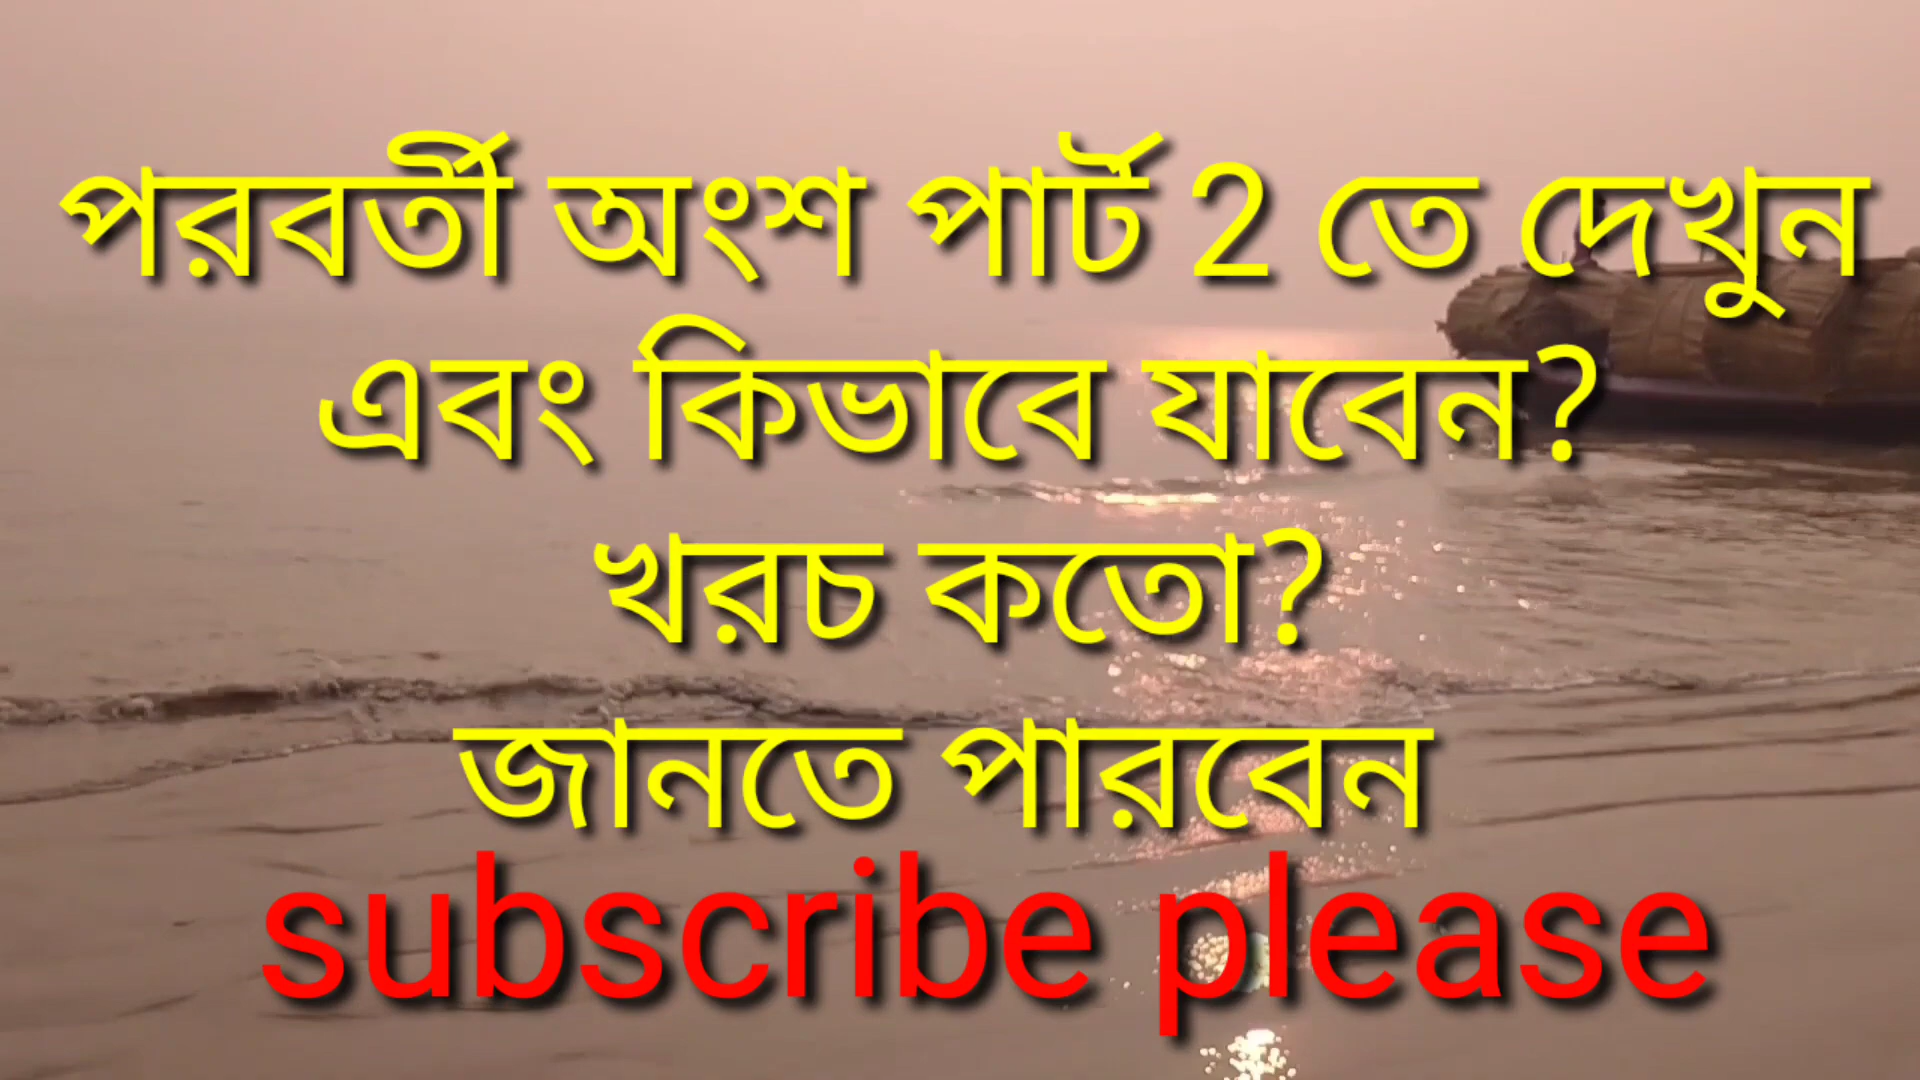 পরবর্তী অংশ পার্ট 2 তে দেখুন
এবং কিভাবে যাবেন?
খরচ কতো?
জানতে পারবেন
subscribe please